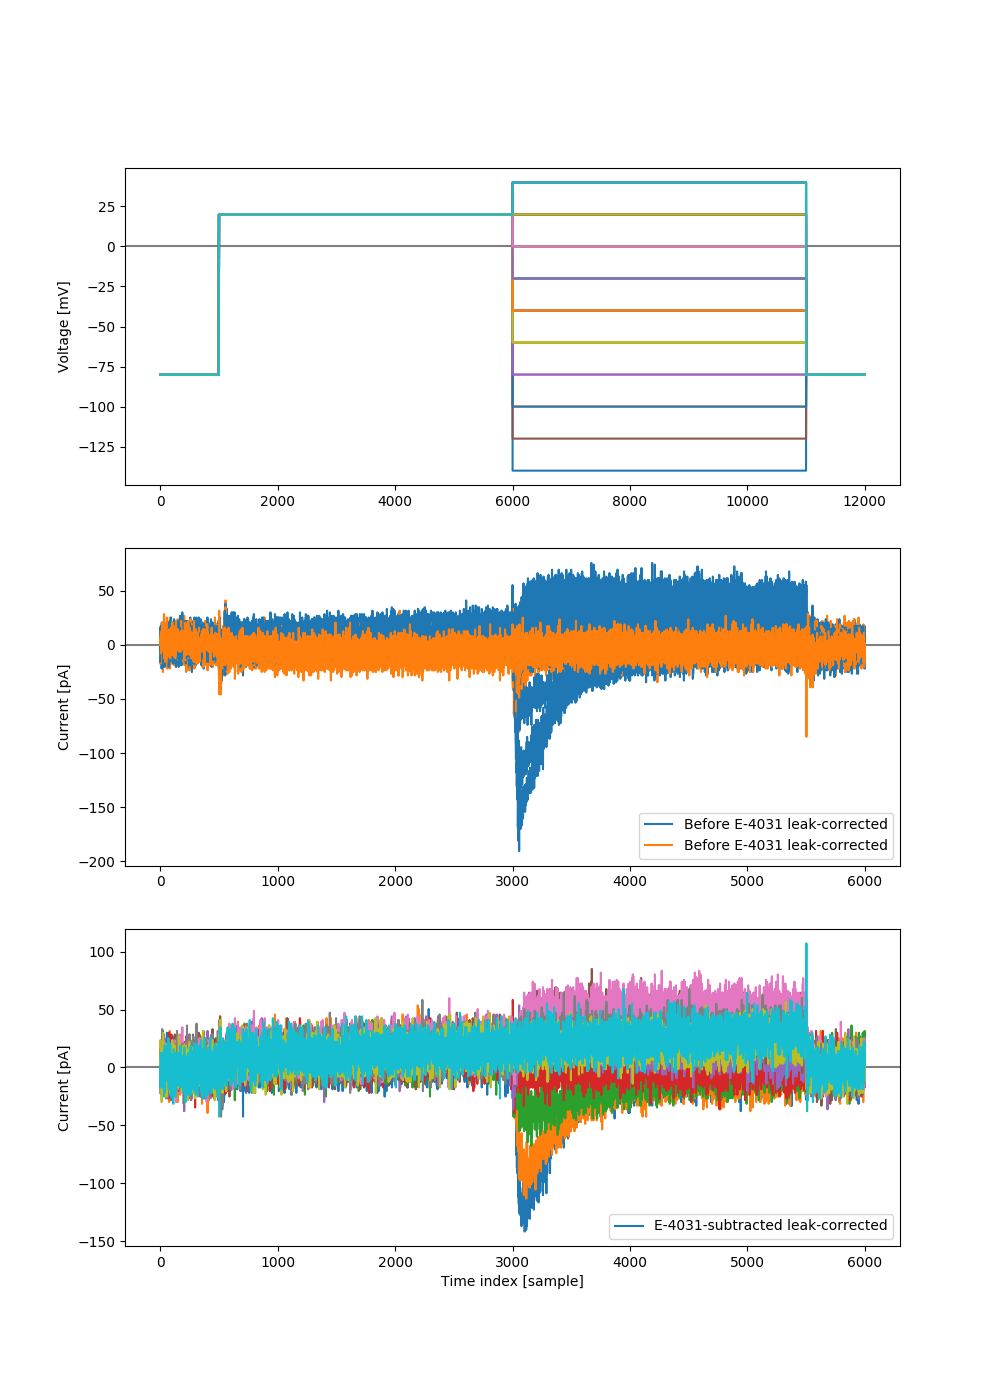 25
0
−25
−50
−75
−100
−125
Voltage [mV]
0 2000 4000 6000 8000 10000 12000
50
0
−50
−100
−150
−200
Current [pA]
Before E-4031 leak-corrected
Before E-4031 leak-corrected
0 1000 2000 3000 4000 5000 6000
100
50
0
−50
−100
−150
Current [pA]
E-4031-subtracted leak-corrected
0 1000 2000 3000 4000 5000 6000
Time index [sample]